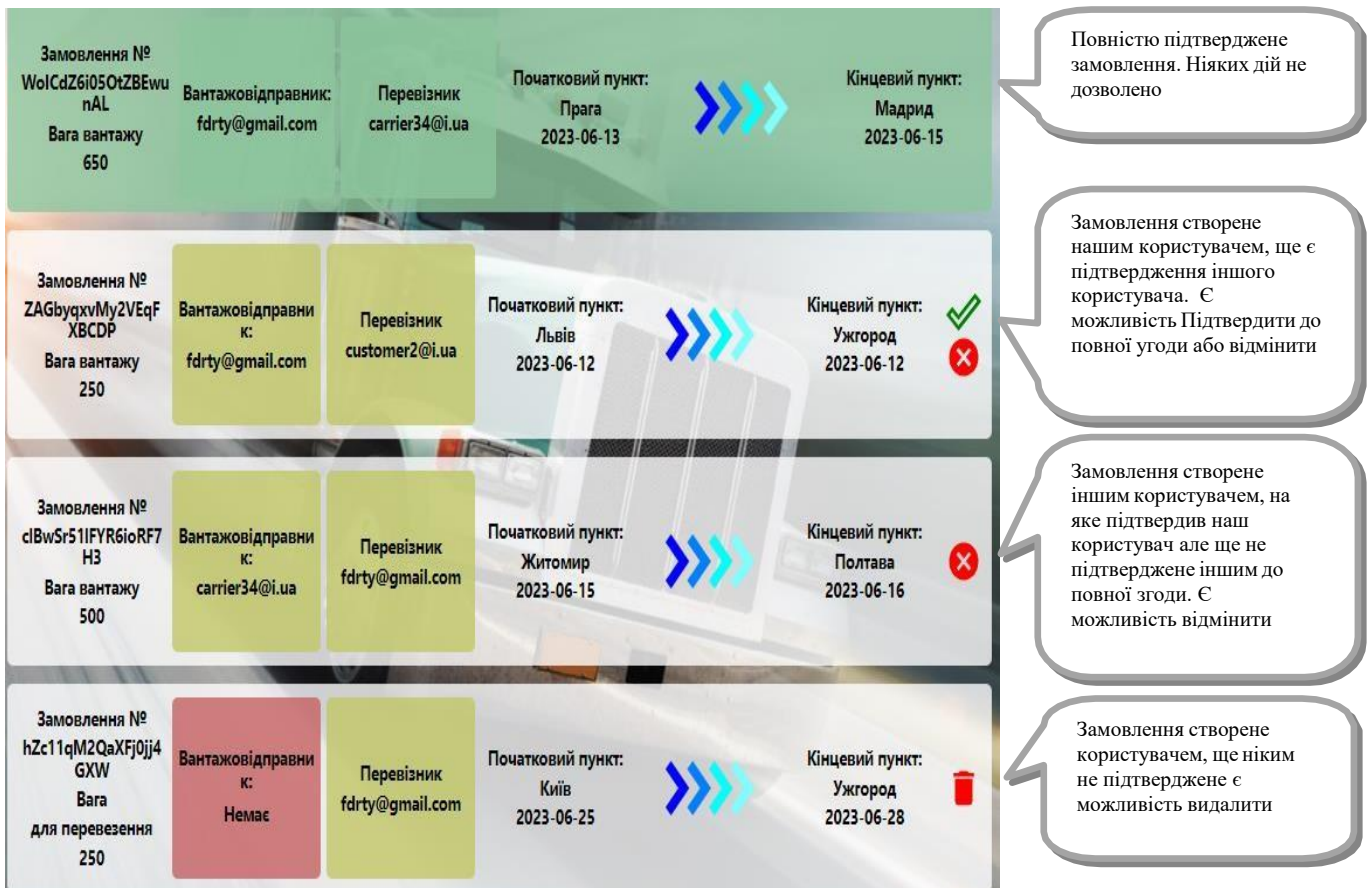 Замовлення №
WolCdZ6i05OtZBEwu
nAL
Вага вантажу
650
Вантажовідправник:
fdrty@gmail.com
Перевізник
carrier34@i.ua
Початковий пункт:
Прага
2023-06-13
Кінцевий пункт:
Мадрид
2023-06-15
Повністю підтверджене
замовлення. Ніяких дій не
дозволено
Замовлення №
ZAGbyqxvMy2VEqF
XBCDP
Вага вантажу
250
Вантажовідправни
к:
fdrty@gmail.com
Перевізник
customer2@i.ua
Початковий пункт:
Львів
2023-06-12
Кінцевий пункт:
Ужгород
2023-06-12
Замовлення створене
нашим користувачем, ще є
підтвердження іншого
користувача. Є
можливість Підтвердити до
повної угоди або відмінити
Замовлення №
clBwSr51lFYR6ioRF7
H3
Вага вантажу
500
Вантажовідправни
к:
carrier34@i.ua
Перевізник
fdrty@gmail.com
Початковий пункт:
Житомир
2023-06-15
Кінцевий пункт:
Полтава
2023-06-16
Замовлення створене
іншим користувачем, на
яке підтвердив наш
користувач але ще не
підтверджене іншим до
повної згоди. Є
можливість відмінити
Замовлення №
hZc11qM2QaXFj0jj4
GXW
Вага
для перевезення
250
Вантажовідправни
к:
Немає
Перевізник
fdrty@gmail.com
Початковий пункт:
Київ
2023-06-25
Кінцевий пункт:
Ужгород
2023-06-28
Замовлення створене
користувачем, ще ніким
не підтверджене є
можливість видалити